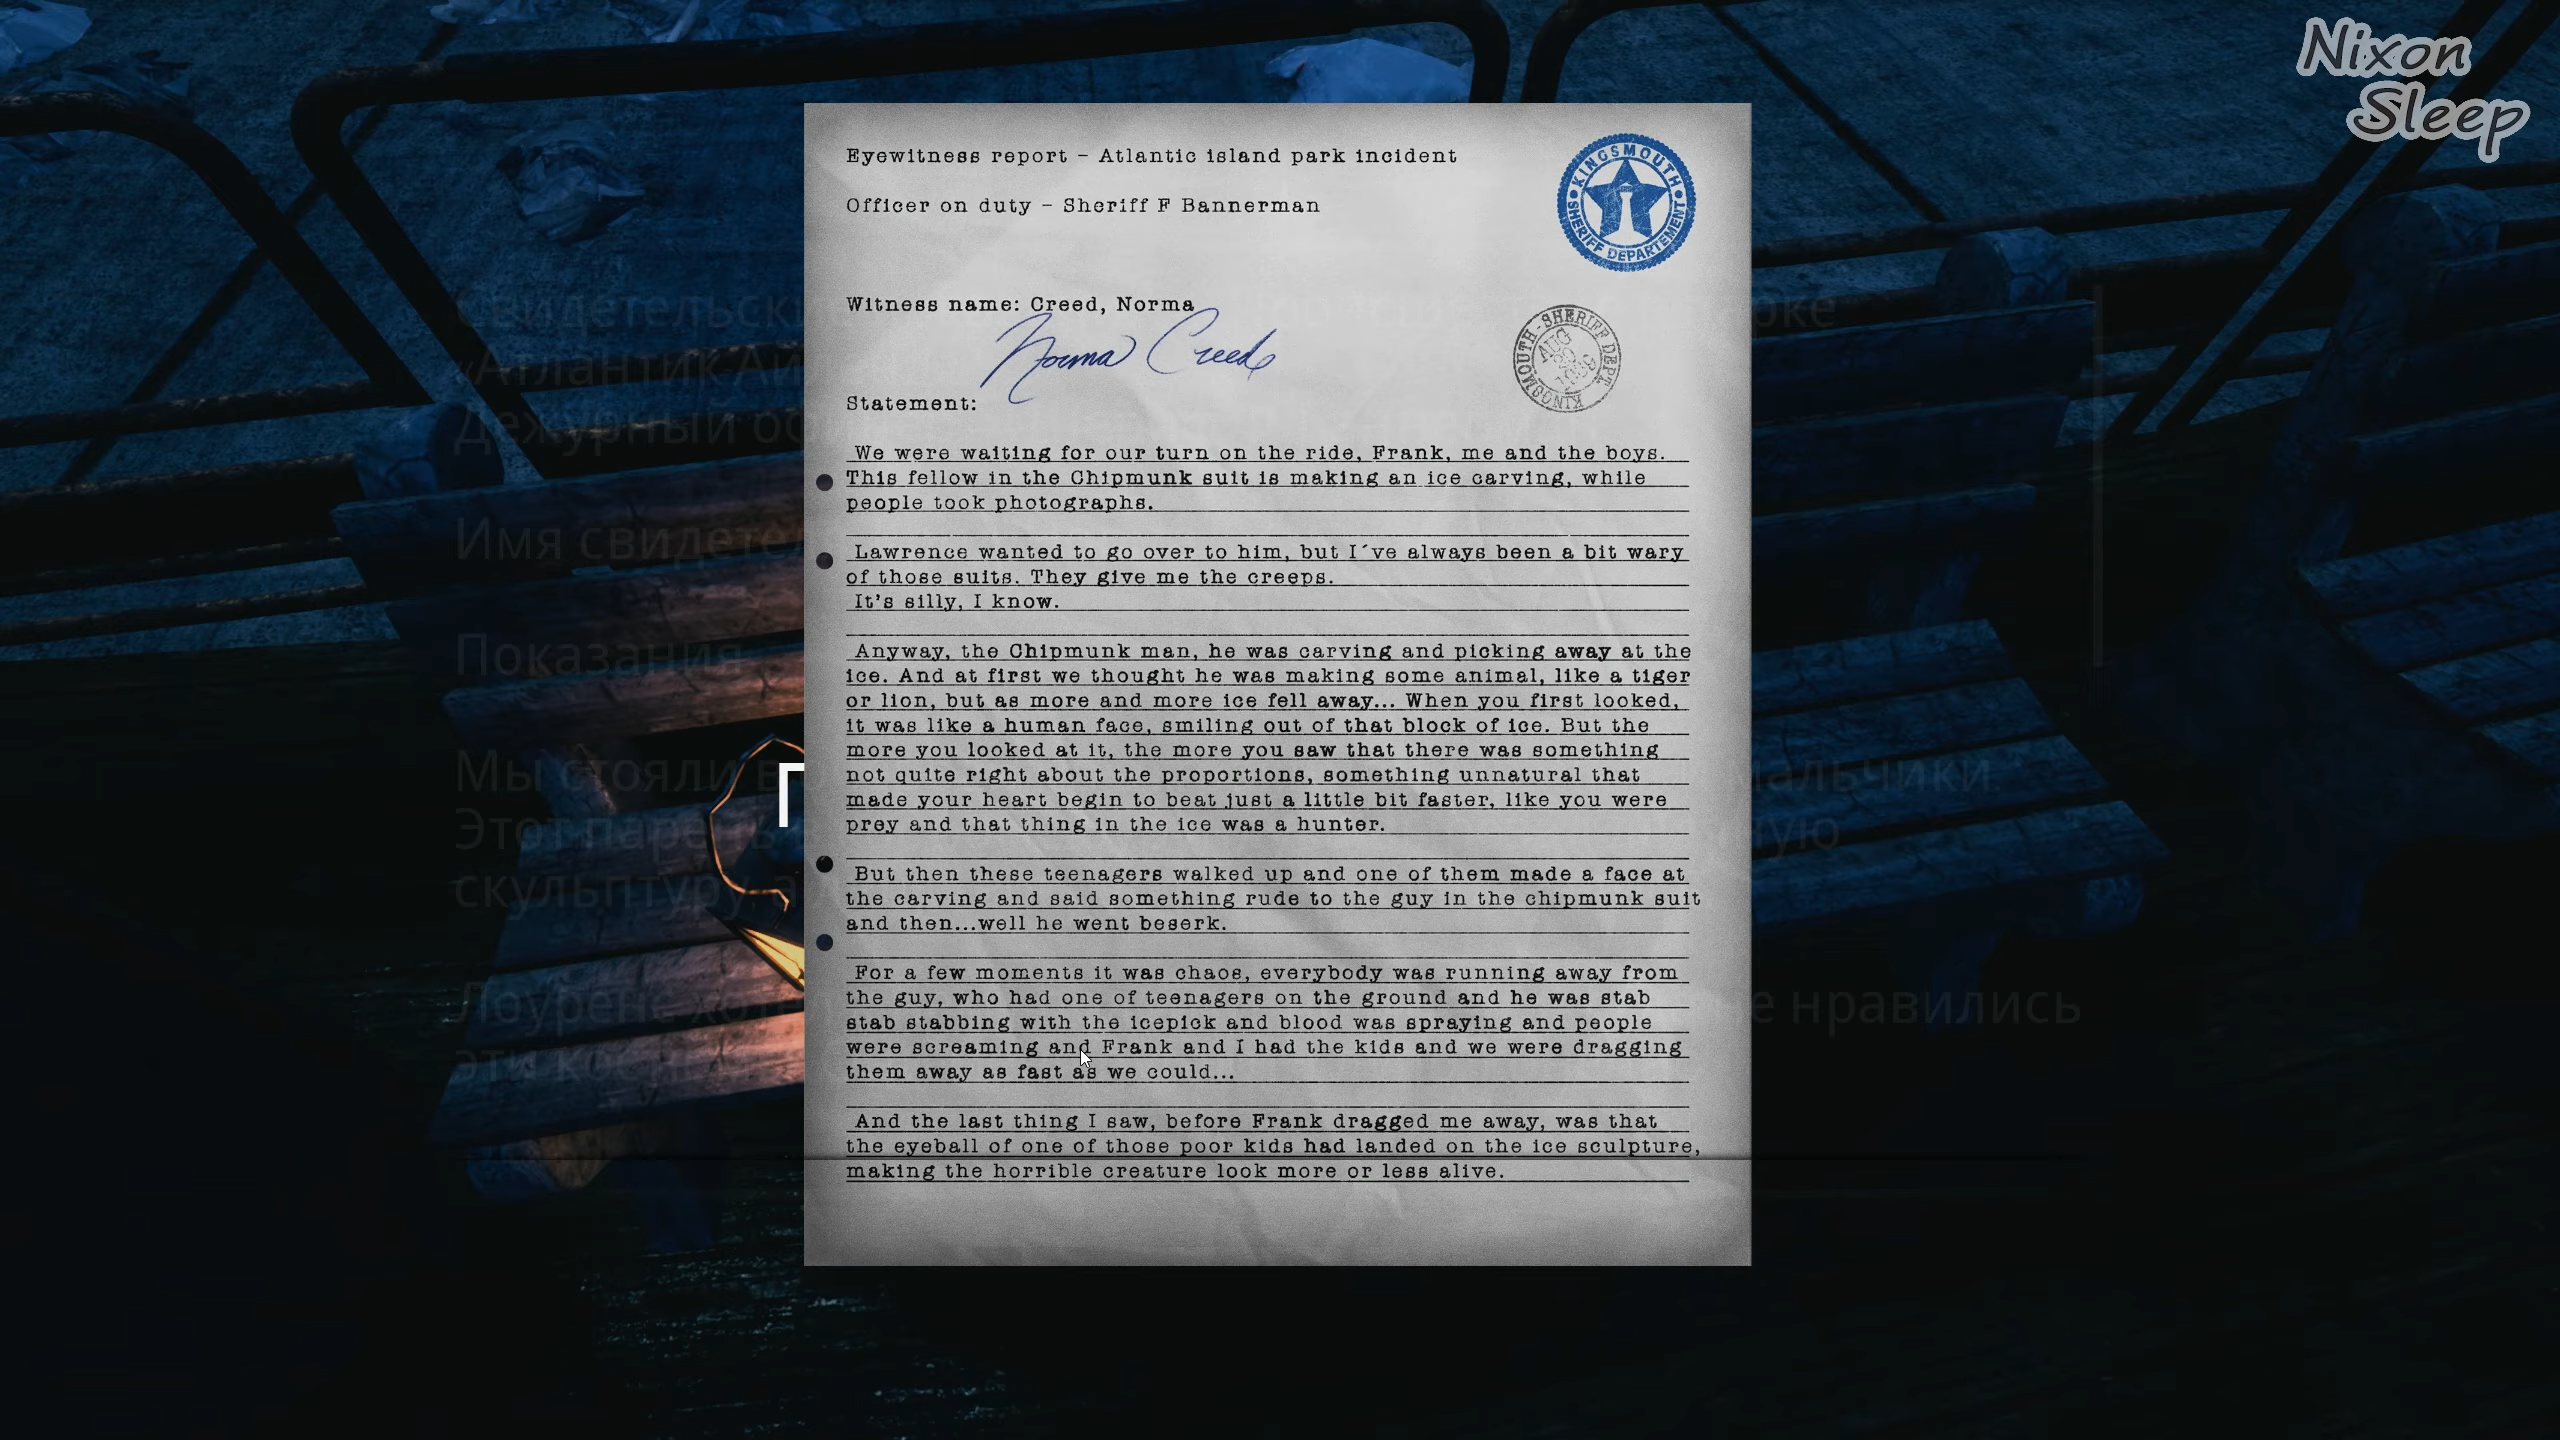 Nixon
Sleep
Eyewitness report - Atlantic island park incident
Officer on duty - Sheriff F Bannerman
KINGSMOUTH
SHERIFF DEPARTEMENT
Witness name: Creed, Norma
Norma Creed
KINGSMOUTH-SHERIFF DEPT.
AUG
Statement:
We were waiting for our turn on the ride, Frank, me and the boys.
This fellow in the Chipmunk suit is making an ice carving, while
people took photographs.
Lawrence wanted to go over to him, but I´ve always been a bit wary
of those suits. They give me the creeps.
It's silly, I know.
Anyway, the Chipmunk man, he was carving and picking away at the
ice. And at first we thought he was making some animal, like a tiger
or lion, but as more and more ice fell away... When you first looked,
it was like a human face, smiling out of that block of ice. But the
more you looked at it, the more you saw that there was something
not quite right about the proportions, something unnatural that
made your heart begin to beat just a little bit faster, like you were
prey and that thing in the ice was a hunter.
But then these teenagers walked up and one of them made a face at
the carving and said something rude to the guy in the chipmunk suit
and then...well he went beserk.
For a few moments it was chaos, everybody was running away from
the guy, who had one of teenagers on the ground and he was stab
stab stabbing with the icepick and blood was spraying and people
were screaming and Frank and I had the kids and we were dragging
them away as fast as we could...
And the last thing I saw, before Frank dragged me away, was that
the eyeball of one of those poor kids had landed on the ice sculpture,
making the horrible creature look more or less alive.
Имя
Показания
Мы стояли
мальчики.
Этот парень
скульптуру,
Лоуренс
нравились
эти